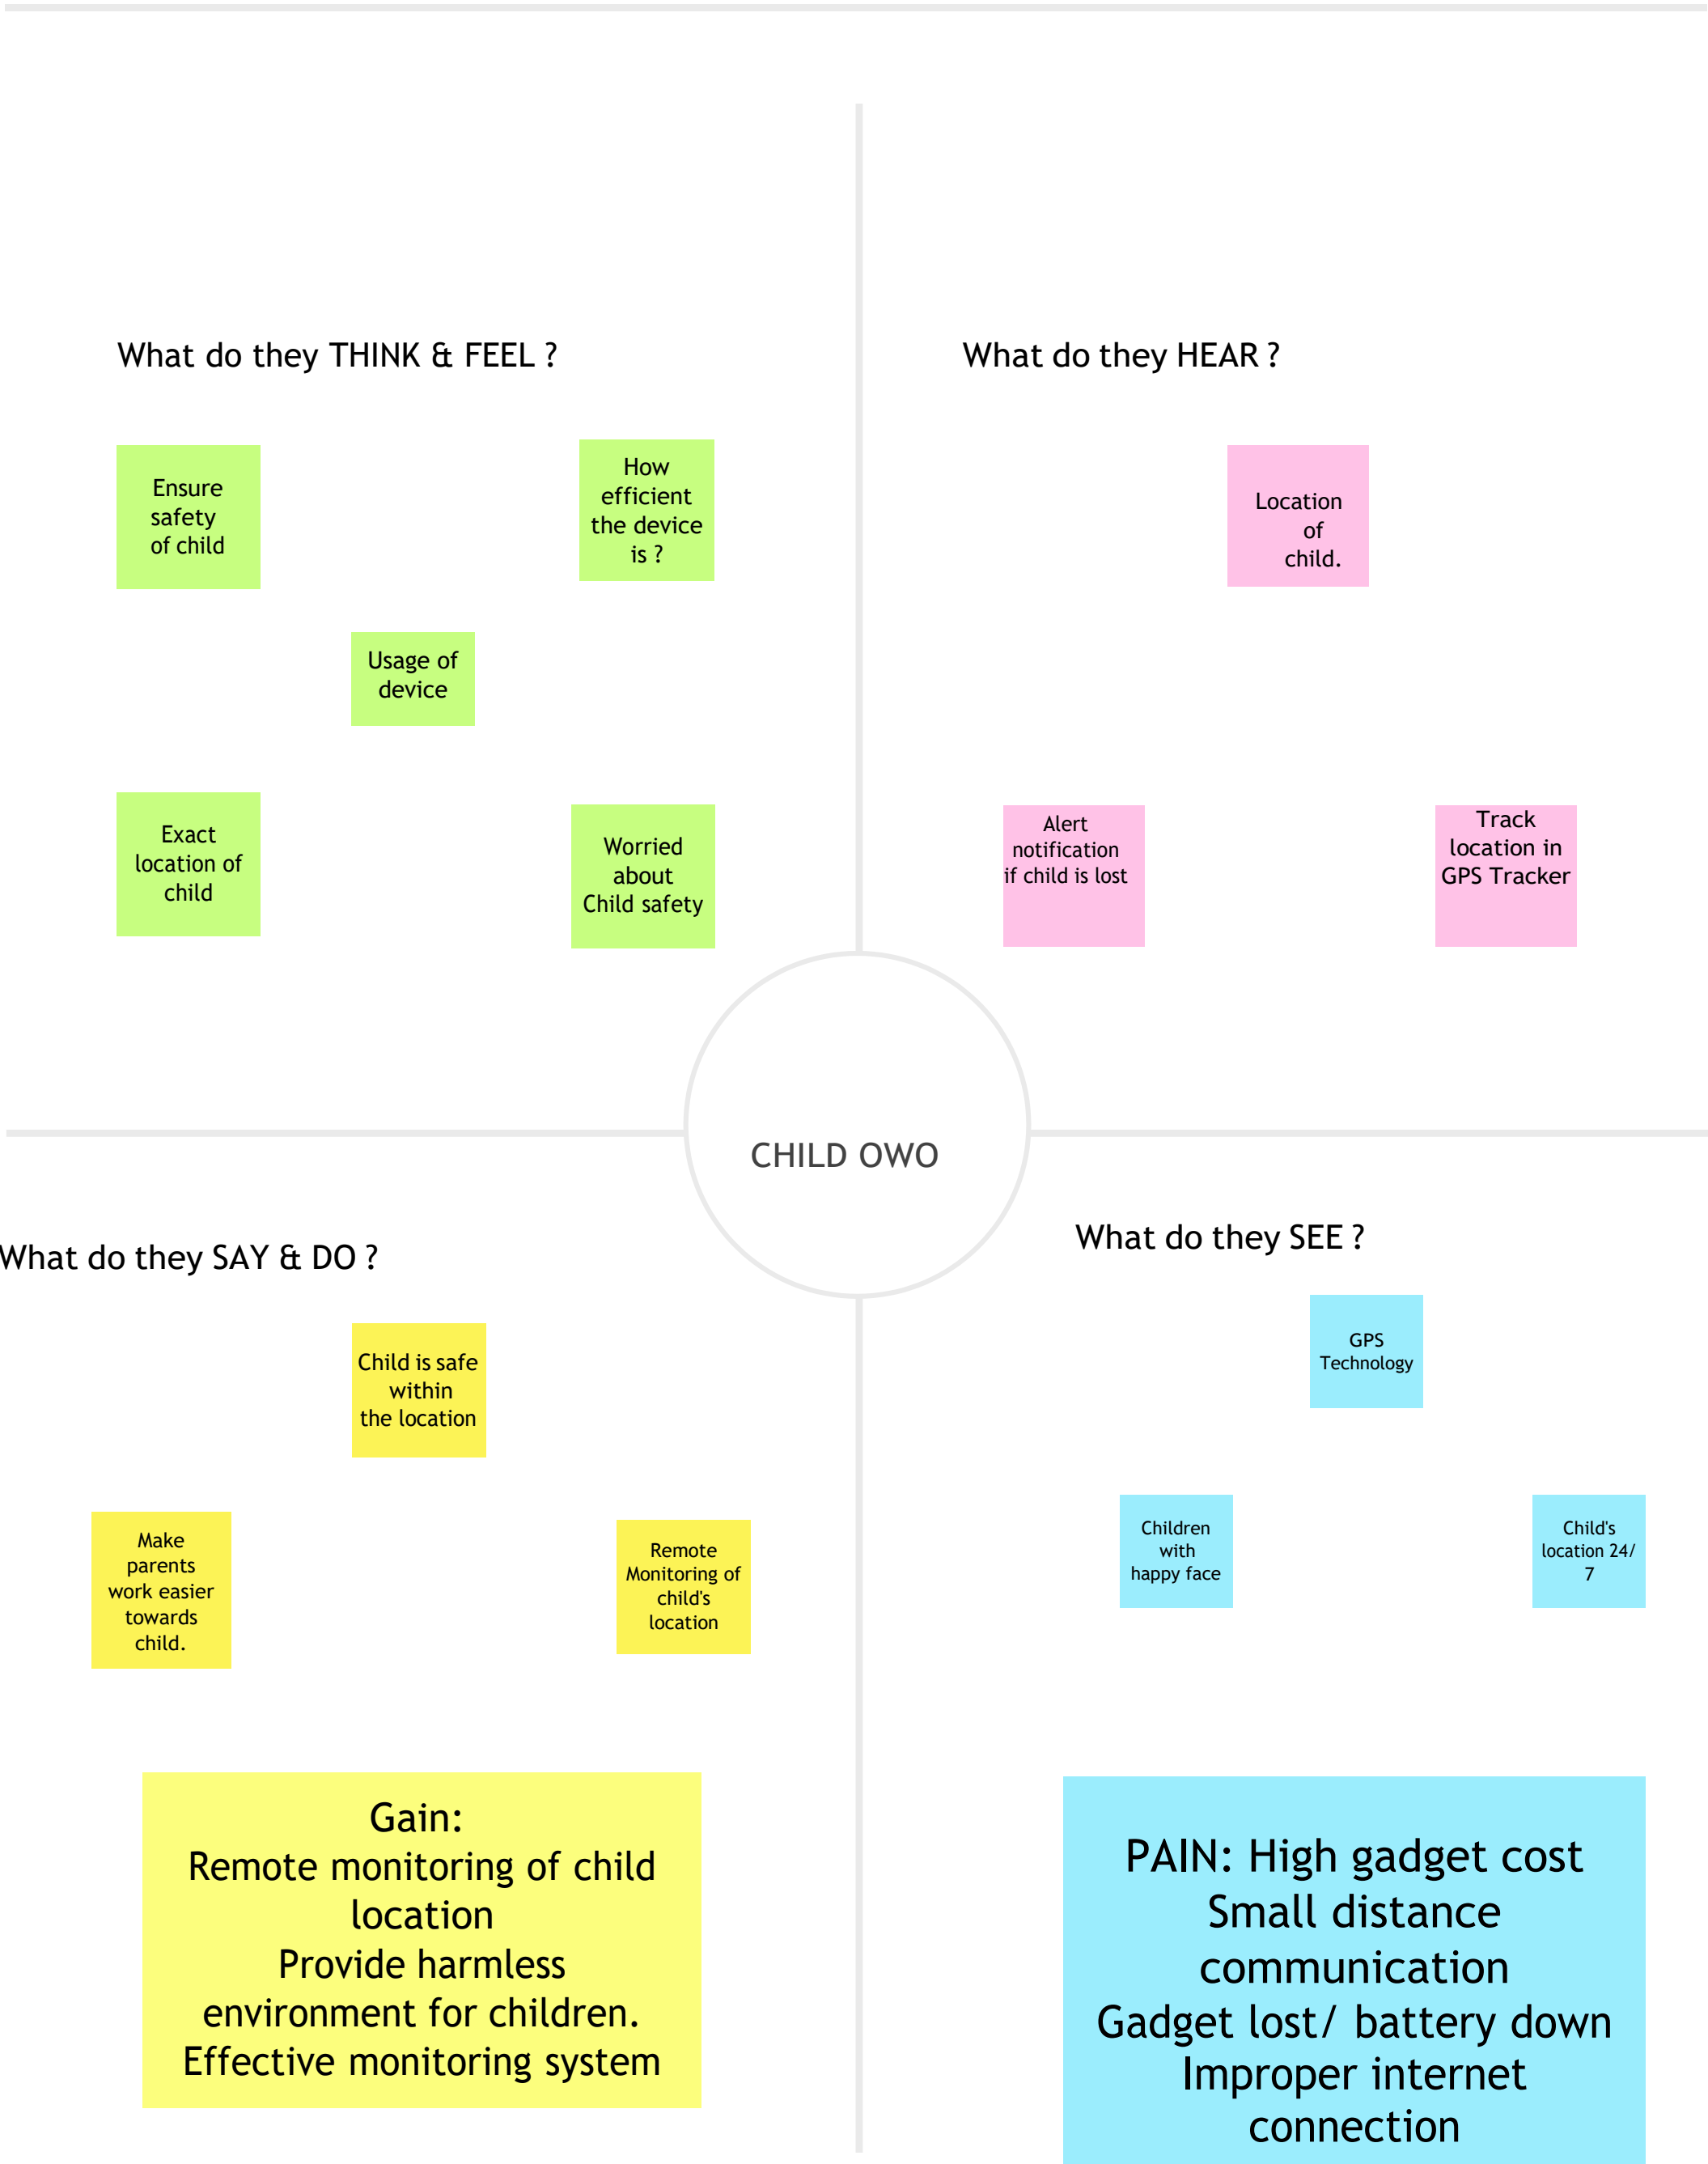 What do they THINK & FEEL ?
Ensure
safety
of child
How
efficient
the device
is ?
Usage of
device
Exact
location of
child
Worried
about
Child safety
What do they HEAR ?
Location
of
child.
Alert
notification
if child is lost
Track
location in
GPS Tracker
CHILD OWO
What do they SAY & DO ?
Child is safe
within
the location
Make
parents
work easier
towards
child.
Remote
Monitoring of
child's
location
Gain:
Remote monitoring of child
location
Provide harmless
environment for children.
Effective monitoring system
What do they SEE ?
GPS
Technology
Children
with
happy face
Child's
location 24/
7
PAIN: High gadget cost
Small distance
communication
Gadget lost/ battery down
Improper internet
connection